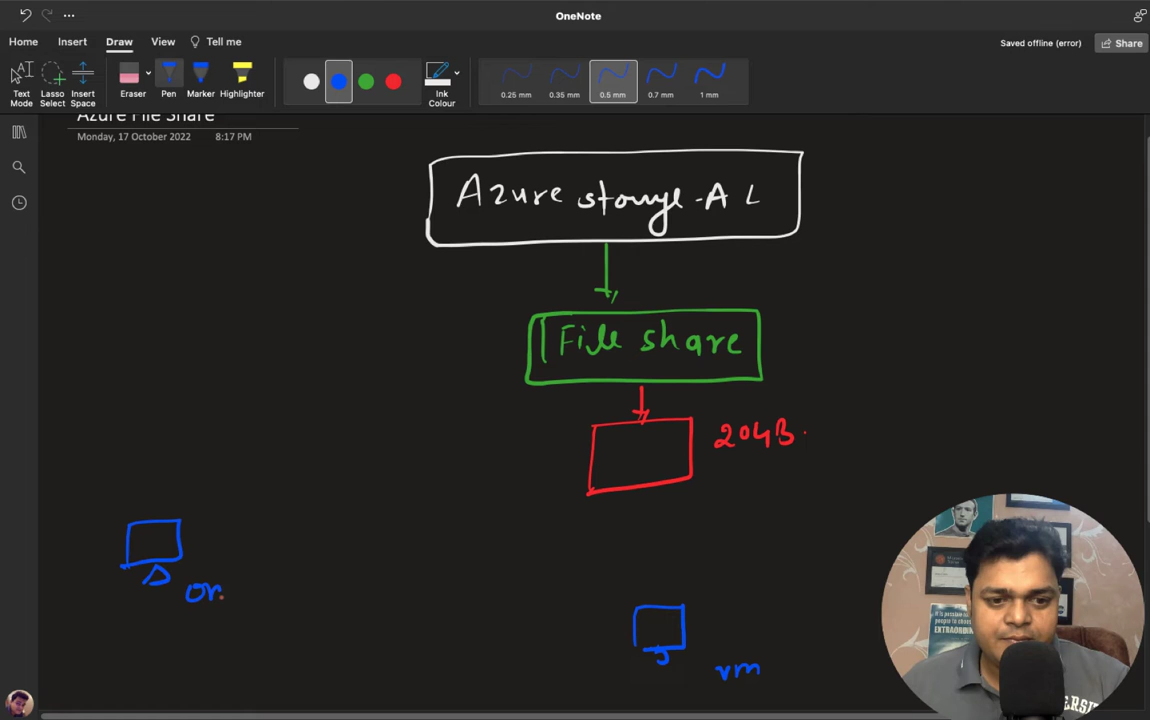 OneNote
Home Insert Draw View Tell me
Saved offline (error) Share
Text Mode
Lasso Select
Insert Space
Eraser
Pen
Marker
Highlighter
Ink Colour
0.25 mm
0.35 mm
0.5 mm
0.7 mm
1 mm
Azure File Share
Monday, 17 October 2022 8:17 PM
Azure
File share
on
vm
EXTRAORDINA